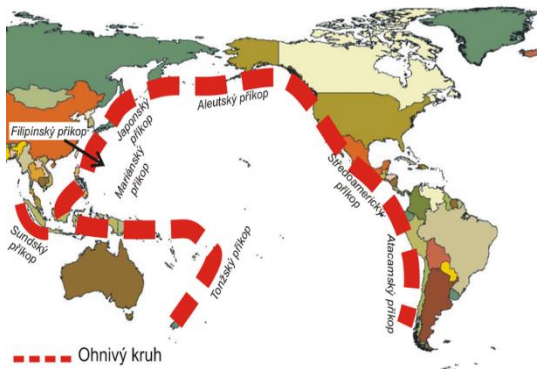 Aleutský příkop
Japonský
příkop
Filipínský příkop
Mariánský
příkop
Středoamerický
příkop
Sundský
příkop
Tonžský příkop
Atacamský příkop
Ohnivý kruh